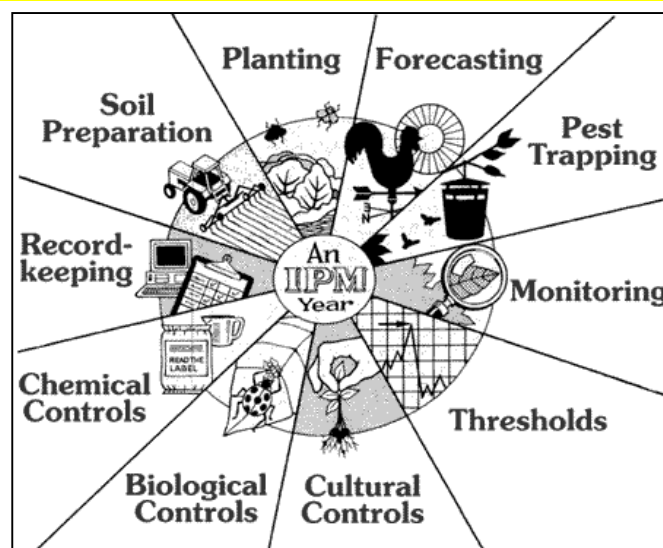 Planting
Forecasting
Soil
Preparation
Pest
Trapping
Record-
keeping
An
IPM
Year
Monitoring
READ THE
LABEL
Chemical
Controls
Thresholds
Biological
Controls
Cultural
Controls